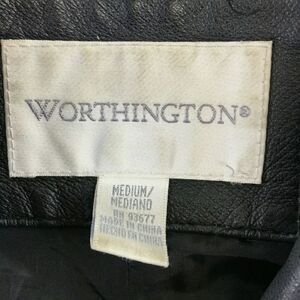 WORTHINGTON®
MEDIUM/
MEDIANO
RN 93677
MADE IN CHINA
HECHO EN CHINA